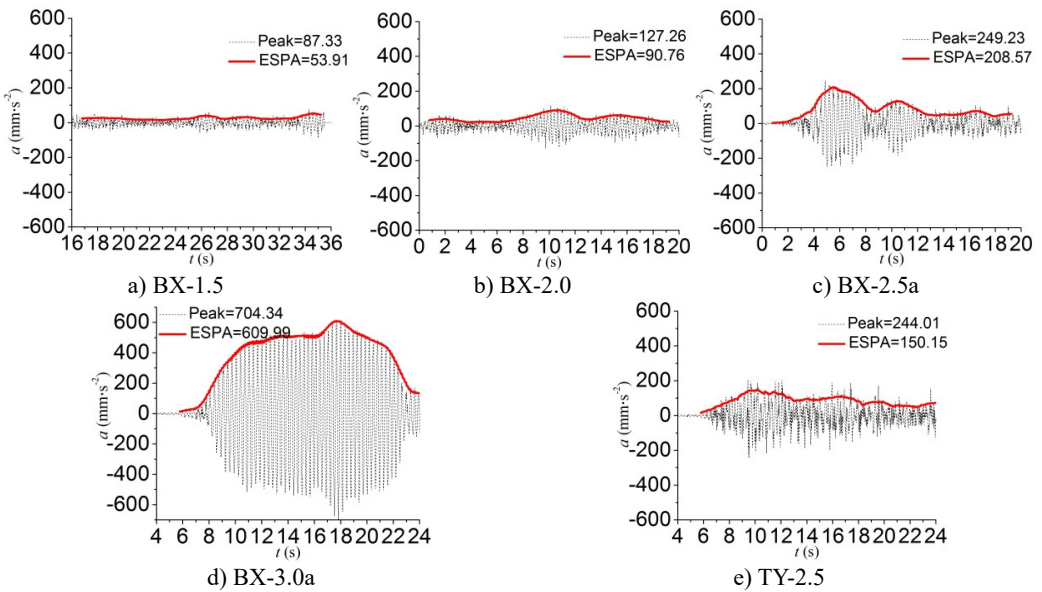 600
400
200
0
-200
-400
-600
a (mm·s⁻²)
Peak=87.33
ESPA=53.91
16 18 20 22 24 26 28 30 32 34 36
t (s)
a) BX-1.5
600
400
200
0
-200
-400
-600
a (mm·s⁻²)
Peak=127.26
ESPA=90.76
0 2 4 6 8 10 12 14 16 18 20
t (s)
b) BX-2.0
600
400
200
0
-200
-400
-600
a (mm·s⁻²)
Peak=249.23
ESPA=208.57
0 2 4 6 8 10 12 14 16 18 20
t (s)
c) BX-2.5a
600
400
200
0
-200
-400
-600
a (mm·s⁻²)
Peak=704.34
ESPA=609.99
4 6 8 10 12 14 16 18 20 22 24
t (s)
d) BX-3.0a
600
400
200
0
-200
-400
-600
a (mm·s⁻²)
Peak=244.01
ESPA=150.15
4 6 8 10 12 14 16 18 20 22 24
t (s)
e) TY-2.5